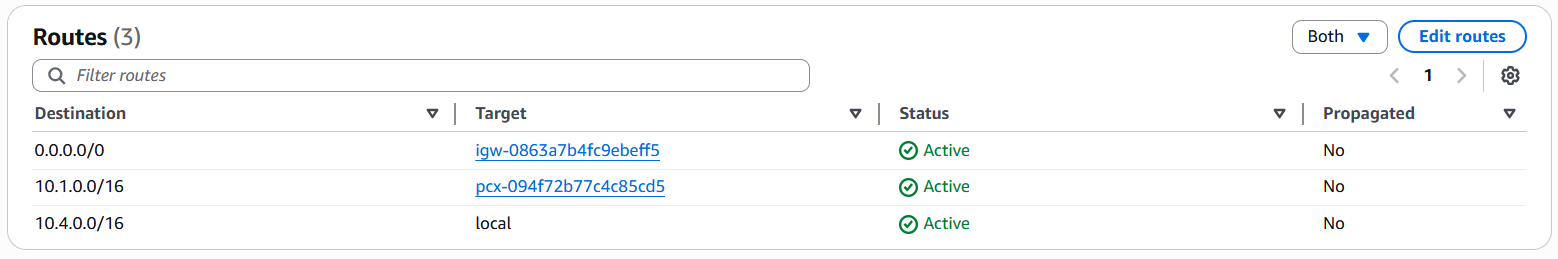 Routes (3)
Both
Edit routes
Filter routes
1
Destination Target Status Propagated
0.0.0.0/0 igw-0863a7b4fc9ebeff5 Active No
10.1.0.0/16 pcx-094f72b77c4c85cd5 Active No
10.4.0.0/16 local Active No